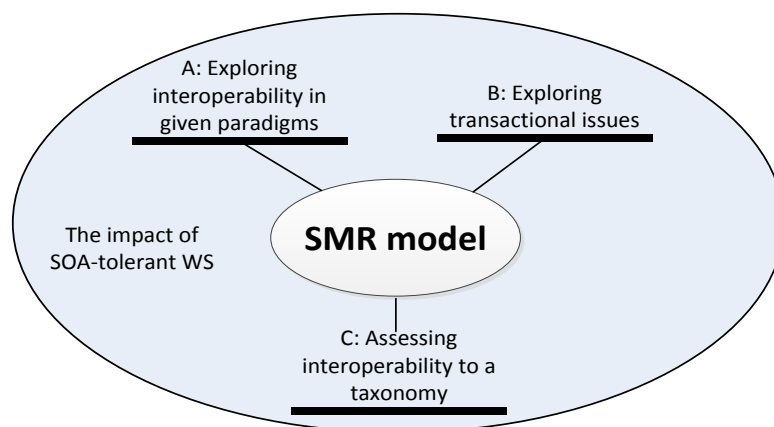 A: Exploring
interoperability in
given paradigms
B: Exploring
transactional issues
SMR model
The impact of
SOA-tolerant WS
C: Assessing
interoperability to a
taxonomy